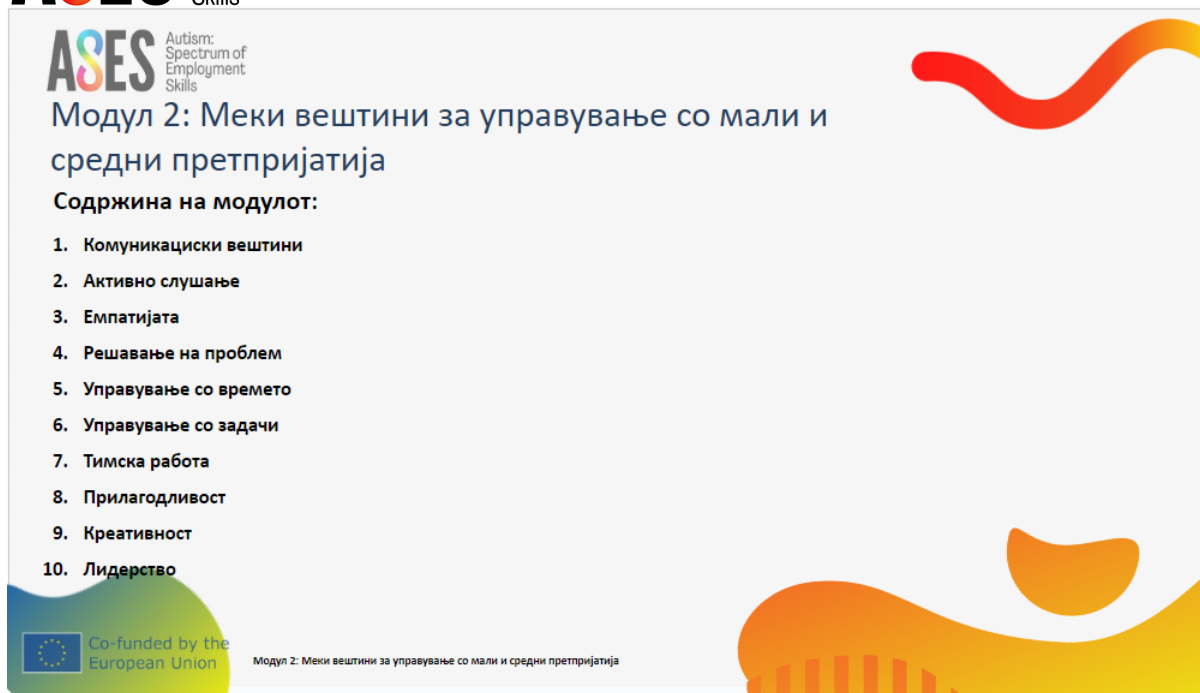 ASES Skills
ASES Autism:
Spectrum of
Employment
Skills
Модул 2: Меки вештини за управување со мали и
средни претпријатија
Содржина на модулот:
1. Комуникациски вештини
2. Активно слушање
3. Емпатијата
4. Решавање на проблем
5. Управување со времето
6. Управување со задачи
7. Тимска работа
8. Прилагодливост
9. Креативност
10. Лидерство
Co-funded by the
European Union
Модул 2: Меки вештини за управување со мали и средни претпријатија